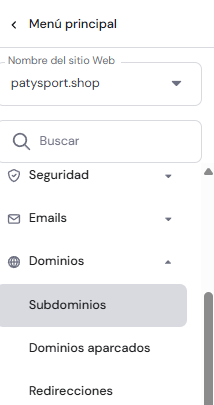 Menú principal
Nombre del sitio Web
patysport.shop
Buscar
Seguridad
Emails
Dominios
Subdominios
Dominios aparcados
Redirecciones